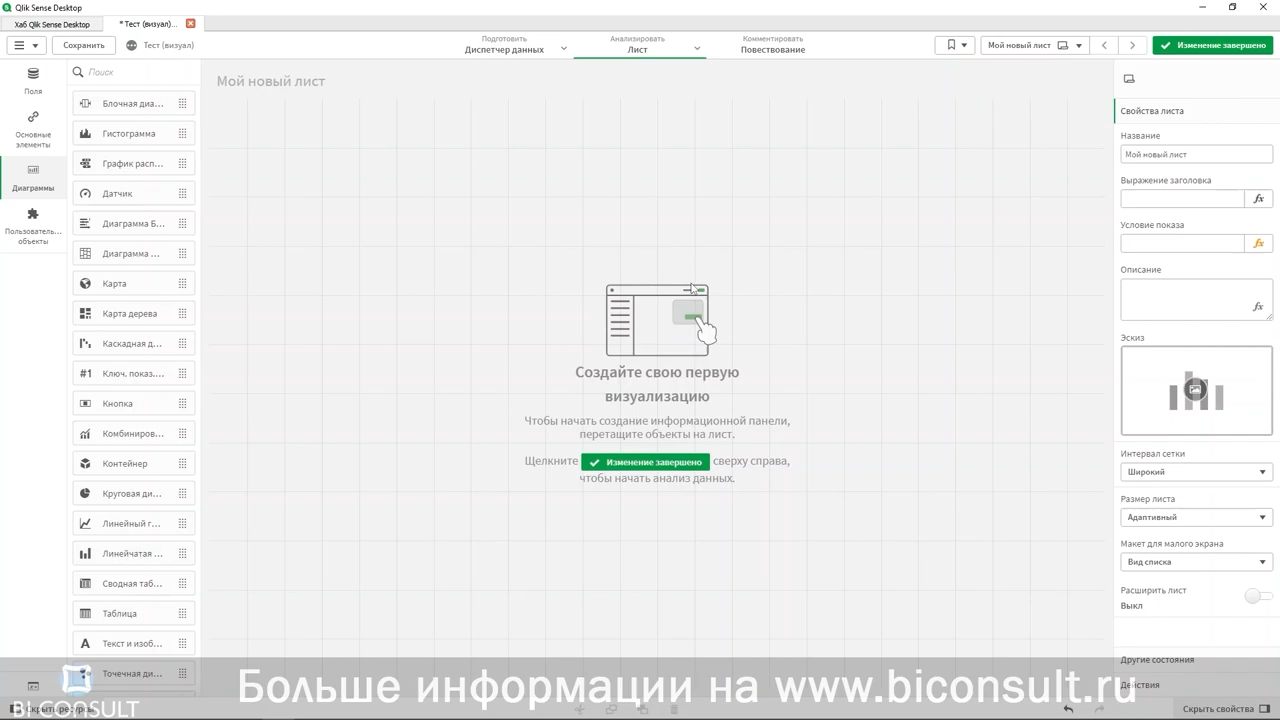 Qlik Sense Desktop
Хаб Qlik Sense Desktop
* Тест (визуал)...
Сохранить
Тест (визуал)
Подготовить
Диспетчер данных
Анализировать
Лист
Комментировать
Повествование
Мой новый лист
Изменение завершено
Поля
Основные
элементы
Диаграммы
Пользователь...
объекты
Поиск
Блочная диа...
Гистограмма
График расп...
Датчик
Диаграмма Б...
Диаграмма ...
Карта
Карта дерева
Каскадная д...
#1 Ключ. показ....
Кнопка
Комбиниров...
Контейнер
Круговая ди...
Линейный г...
Линейчатая ...
Сводная таб...
Таблица
A Текст и изоб...
Точечная ди...
Мой новый лист
Создайте свою первую
визуализацию
Чтобы начать создание информационной панели,
перетащите объекты на лист.
Щелкните Изменение завершено сверху справа,
чтобы начать анализ данных.
Свойства листа
Название
Мой новый лист
Выражение заголовка
fx
Условие показа
fx
Описание
fx
Эскиз
Интервал сетки
Широкий
Размер листа
Адаптивный
Макет для малого экрана
Вид списка
Расширить лист
Выкл
Другие состояния
Действия
Скрыть свойства
Скрыть ресурсы
BI CONSULT
Больше информации на www.biconsult.ru